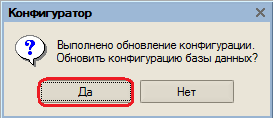 Конфигуратор
Выполнено обновление конфигурации.
Обновить конфигурацию базы данных?
Да
Нет